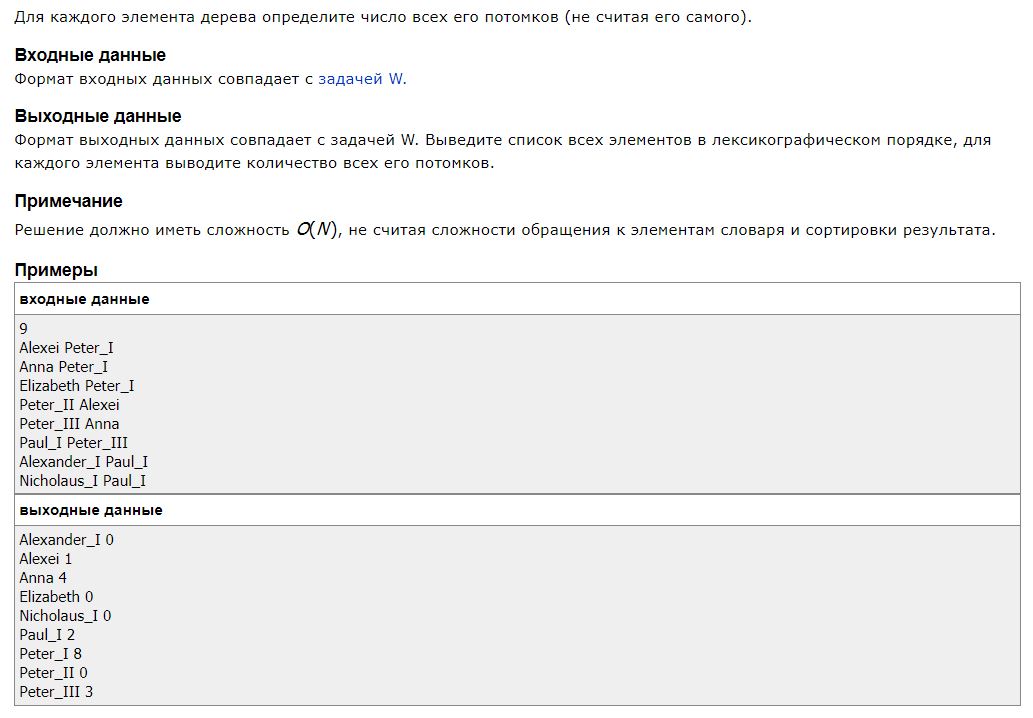 Для каждого элемента дерева определите число всех его потомков (не считая его самого).
Входные данные
Формат входных данных совпадает с задачей W.
Выходные данные
Формат выходных данных совпадает с задачей W. Выведите список всех элементов в лексикографическом порядке, для
каждого элемента выводите количество всех его потомков.
Примечание
Решение должно иметь сложность O(N), не считая сложности обращения к элементам словаря и сортировки результата.
Примеры
входные данные
9
Alexei Peter_I
Anna Peter_I
Elizabeth Peter_I
Peter_II Alexei
Peter_III Anna
Paul_I Peter_III
Alexander_I Paul_I
Nicholaus_I Paul_I
выходные данные
Alexander_I 0
Alexei 1
Anna 4
Elizabeth 0
Nicholaus_I 0
Paul_I 2
Peter_I 8
Peter_II 0
Peter_III 3